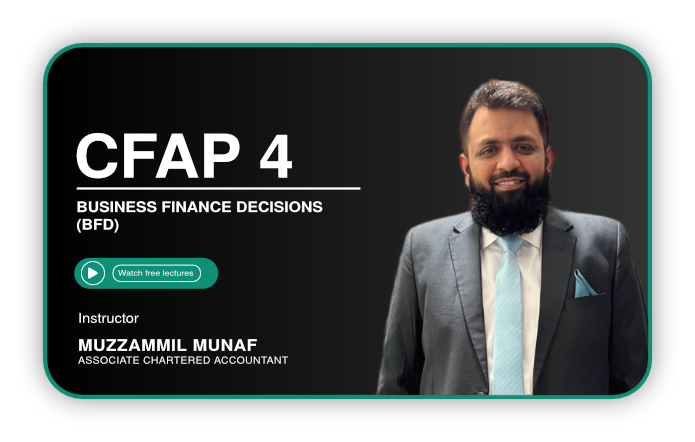 CFAP 4
BUSINESS FINANCE DECISIONS
(BFD)
Watch free lectures
Instructor
MUZZAMMIL MUNAF
ASSOCIATE CHARTERED ACCOUNTANT